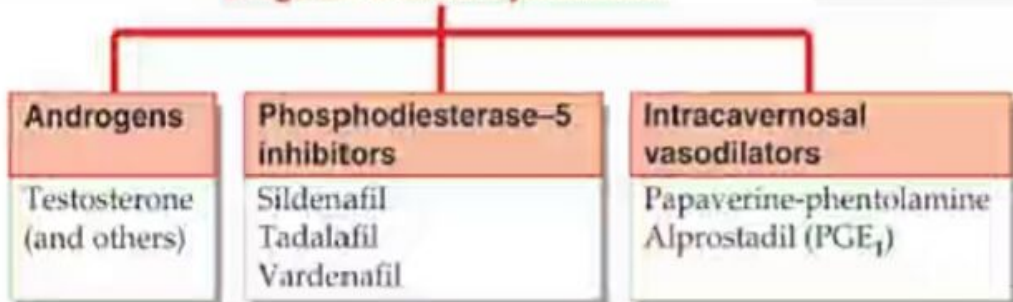 Androgens
Testosterone
(and others)
Phosphodiesterase–5
inhibitors
Sildenafil
Tadalafil
Vardenafil
Intracavernosal
vasodilators
Papaverine-phentolamine
Alprostadil (PGE₁)